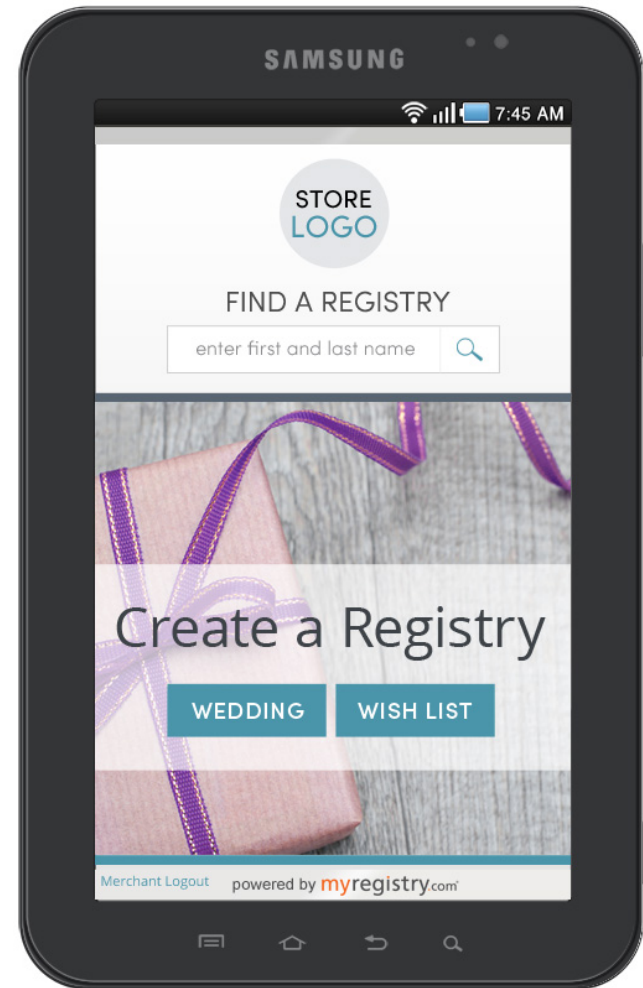 SAMSUNG
7:45 AM
STORE
LOGO
FIND A REGISTRY
enter first and last name
Create a Registry
WEDDING WISH LIST
Merchant Logout powered by myregistry.com